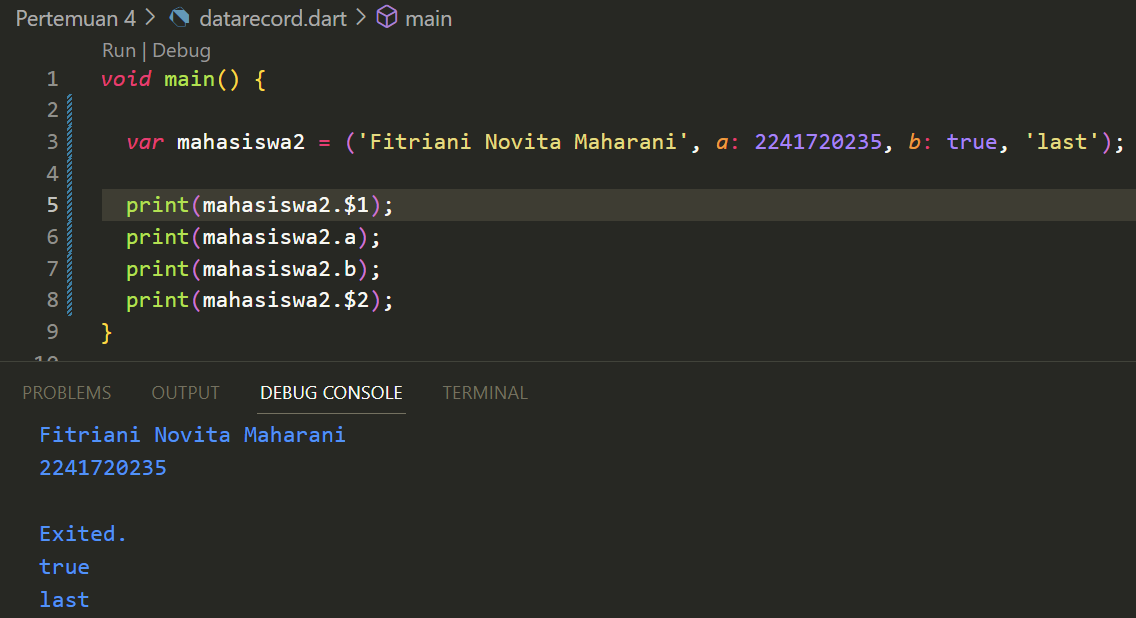 Pertemuan 4 > datarecord.dart > main
Run | Debug
1 void main() {
2
3 var mahasiswa2 = ('Fitriani Novita Maharani', a: 2241720235, b: true, 'last');
4
5 print(mahasiswa2.$1);
6 print(mahasiswa2.a);
7 print(mahasiswa2.b);
8 print(mahasiswa2.$2);
9 }
10
PROBLEMS OUTPUT DEBUG CONSOLE TERMINAL
Fitriani Novita Maharani
2241720235
Exited.
true
last